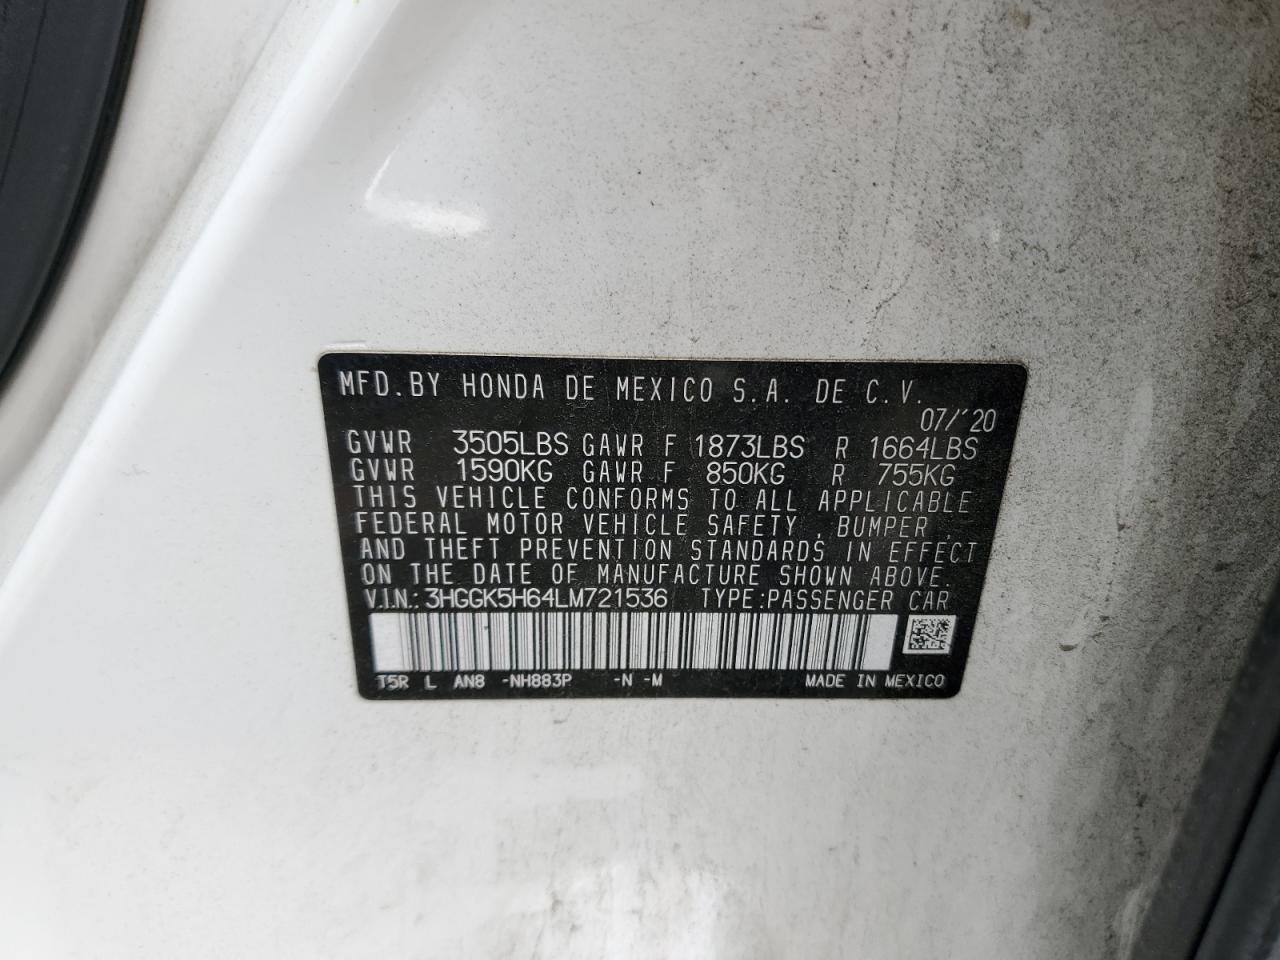 MFD.BY HONDA DE MEXICO S.A. DE C.V.
07/'20
GVWR 3505LBS GAWR F 1873LBS R 1664LBS
GVWR 1590KG GAWR F 850KG R 755KG
THIS VEHICLE CONFORMS TO ALL APPLICABLE
FEDERAL MOTOR VEHICLE SAFETY, BUMPER,
AND THEFT PREVENTION STANDARDS IN EFFECT
ON THE DATE OF MANUFACTURE SHOWN ABOVE.
V.I.N.: 3HGGK5H64LM721536 TYPE:PASSENGER CAR
T5R L AN8 -NH883P -N -M MADE IN MEXICO